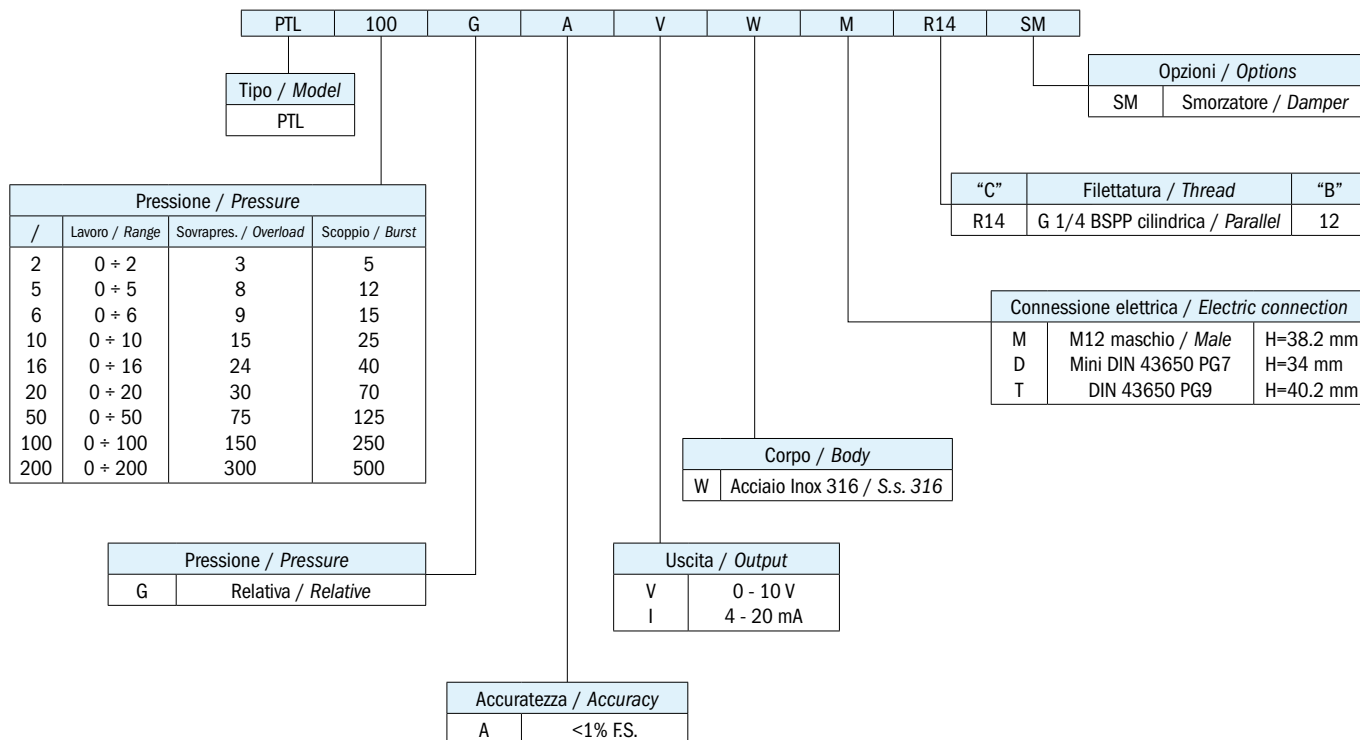 PTL 100 G A V W M R14 SM
Tipo / Model
PTL
Opzioni / Options
SM Smorzatore / Damper
Pressione / Pressure
/ Lavoro / Range Sovrapres. / Overload Scoppio / Burst
2 0 ÷ 2 3 5
5 0 ÷ 5 8 12
6 0 ÷ 6 9 15
10 0 ÷ 10 15 25
16 0 ÷ 16 24 40
20 0 ÷ 20 30 70
50 0 ÷ 50 75 125
100 0 ÷ 100 150 250
200 0 ÷ 200 300 500
“C” Filettatura / Thread “B”
R14 G 1/4 BSPP cilindrica / Parallel 12
Connessione elettrica / Electric connection
M M12 maschio / Male H=38.2 mm
D Mini DIN 43650 PG7 H=34 mm
T DIN 43650 PG9 H=40.2 mm
Corpo / Body
W Acciaio Inox 316 / S.s. 316
Pressione / Pressure
G Relativa / Relative
Uscita / Output
V 0 - 10 V
I 4 - 20 mA
Accuratezza / Accuracy
A <1% F.S.